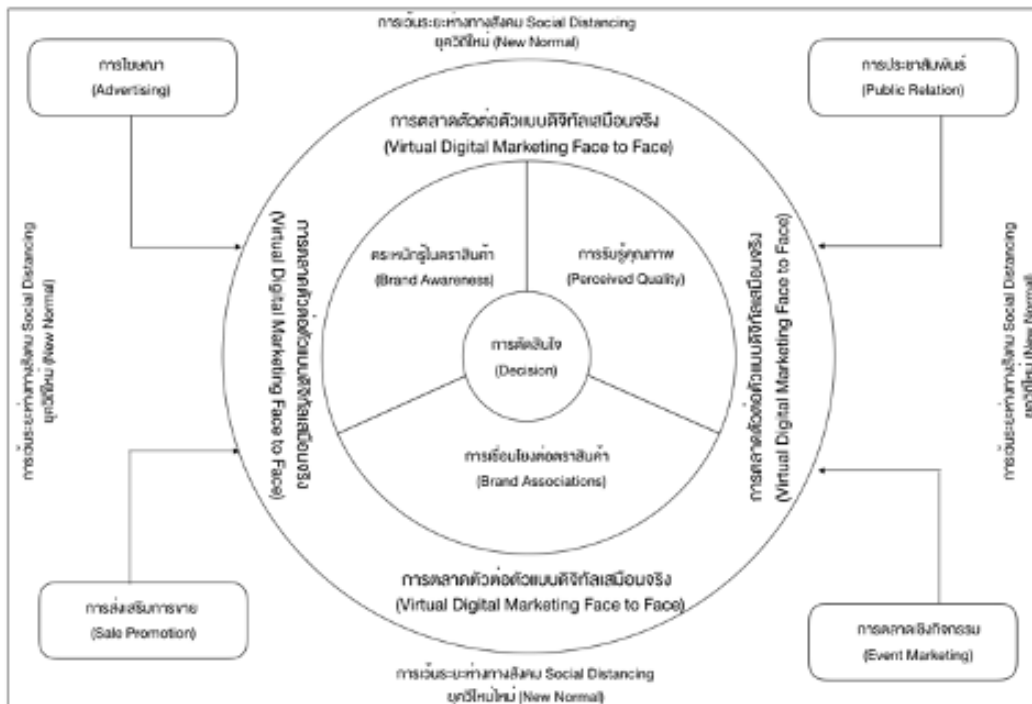 การเว้นระยะห่างทางสังคม Social Distancing
ยุควิถีใหม่ (New Normal)
การโฆษณา
(Advertising)
การประชาสัมพันธ์
(Public Relation)
การตลาดตัวต่อตัวแบบดิจิทัลเสมือนจริง
(Virtual Digital Marketing Face to Face)
การเว้นระยะห่างทางสังคม Social Distancing
ยุควิถีใหม่ (New Normal)
การตลาดตัวต่อตัวแบบดิจิทัลเสมือนจริง
(Virtual Digital Marketing Face to Face)
ตระหนักรู้ในตราสินค้า
(Brand Awareness)
การรับรู้คุณภาพ
(Perceived Quality)
การตัดสินใจ
(Decision)
การเชื่อมโยงต่อตราสินค้า
(Brand Associations)
การตลาดตัวต่อตัวแบบดิจิทัลเสมือนจริง
(Virtual Digital Marketing Face to Face)
การเว้นระยะห่างทางสังคม Social Distancing
ยุควิถีใหม่ (New Normal)
การตลาดตัวต่อตัวแบบดิจิทัลเสมือนจริง
(Virtual Digital Marketing Face to Face)
การส่งเสริมการขาย
(Sale Promotion)
การตลาดเชิงกิจกรรม
(Event Marketing)
การเว้นระยะห่างทางสังคม Social Distancing
ยุควิถีใหม่ใหม่ (New Normal)